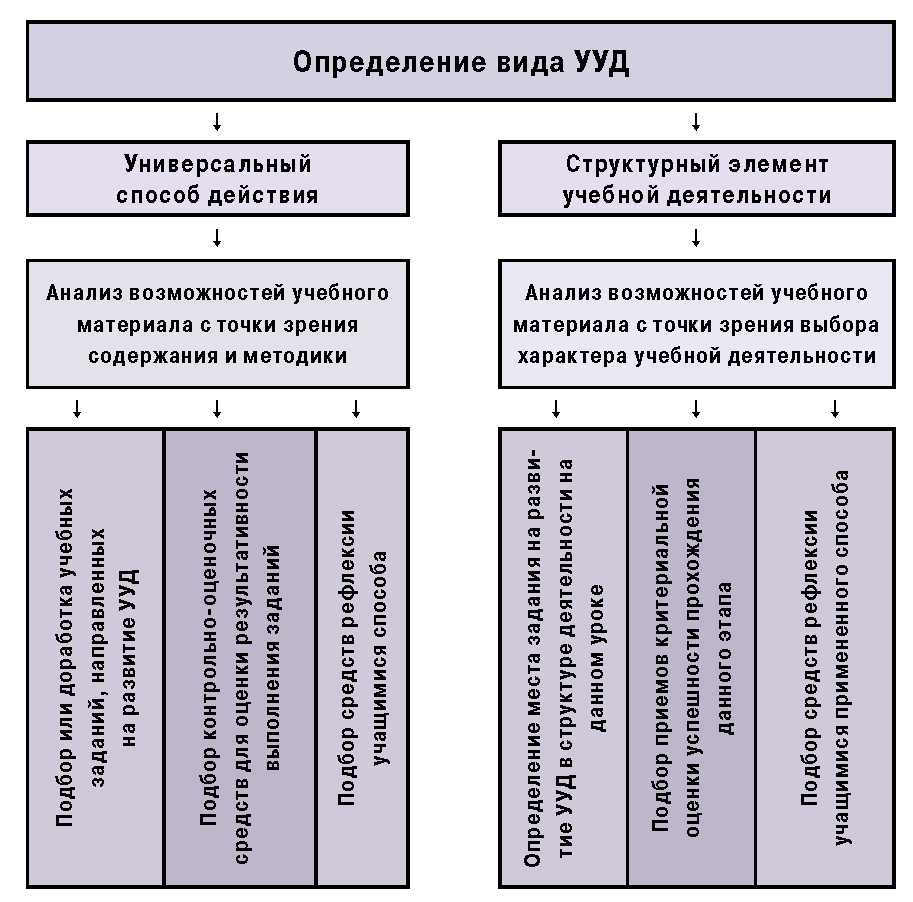 Определение вида УУД
Универсальный
способ действия
Структурный элемент
учебной деятельности
Анализ возможностей учебного
материала с точки зрения
содержания и методики
Анализ возможностей учебного
материала с точки зрения выбора
характера учебной деятельности
Подбор или доработка учебных
заданий, направленных
на развитие УУД
Подбор контрольно-оценочных
средств для оценки результативности
выполнения заданий
Подбор средств рефлексии
учащимися способа
Определение места задания на разви-
тие УУД в структуре деятельности на
данном уроке
Подбор приемов критериальной
оценки успешности прохождения
данного этапа
Подбор средств рефлексии
учащимися примененного способа